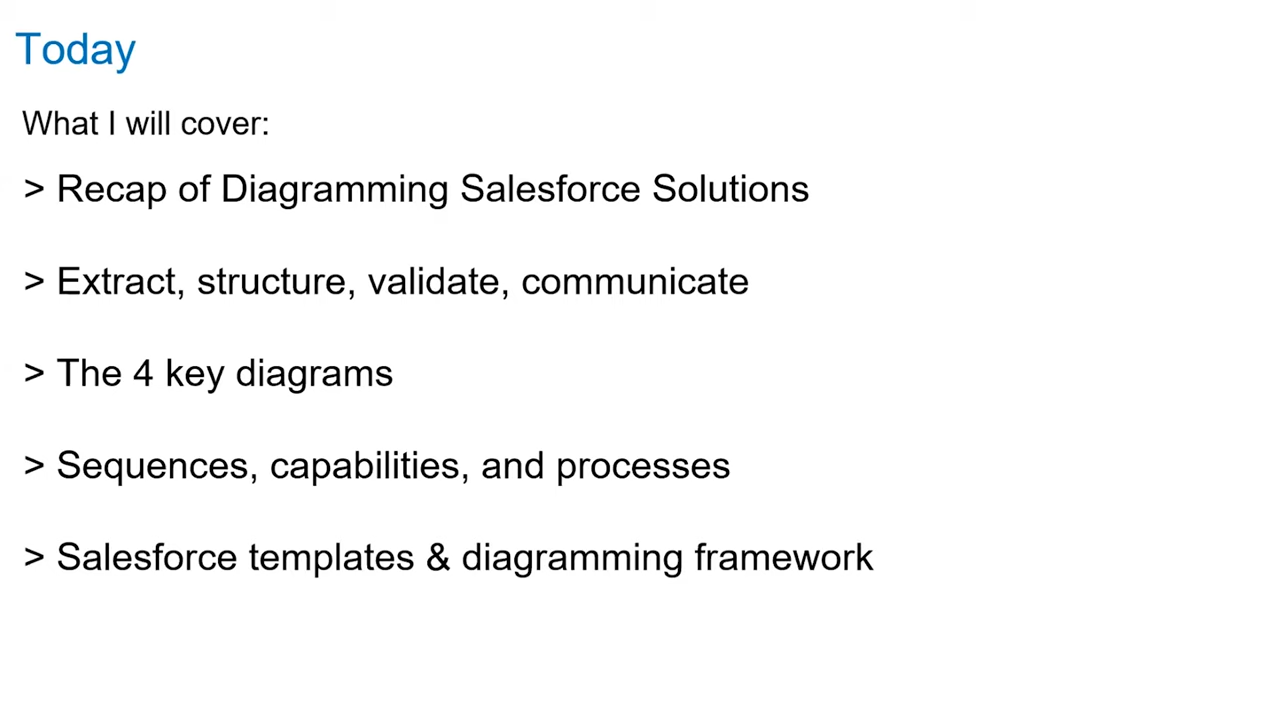 Today
What I will cover:
> Recap of Diagramming Salesforce Solutions
> Extract, structure, validate, communicate
> The 4 key diagrams
> Sequences, capabilities, and processes
> Salesforce templates & diagramming framework